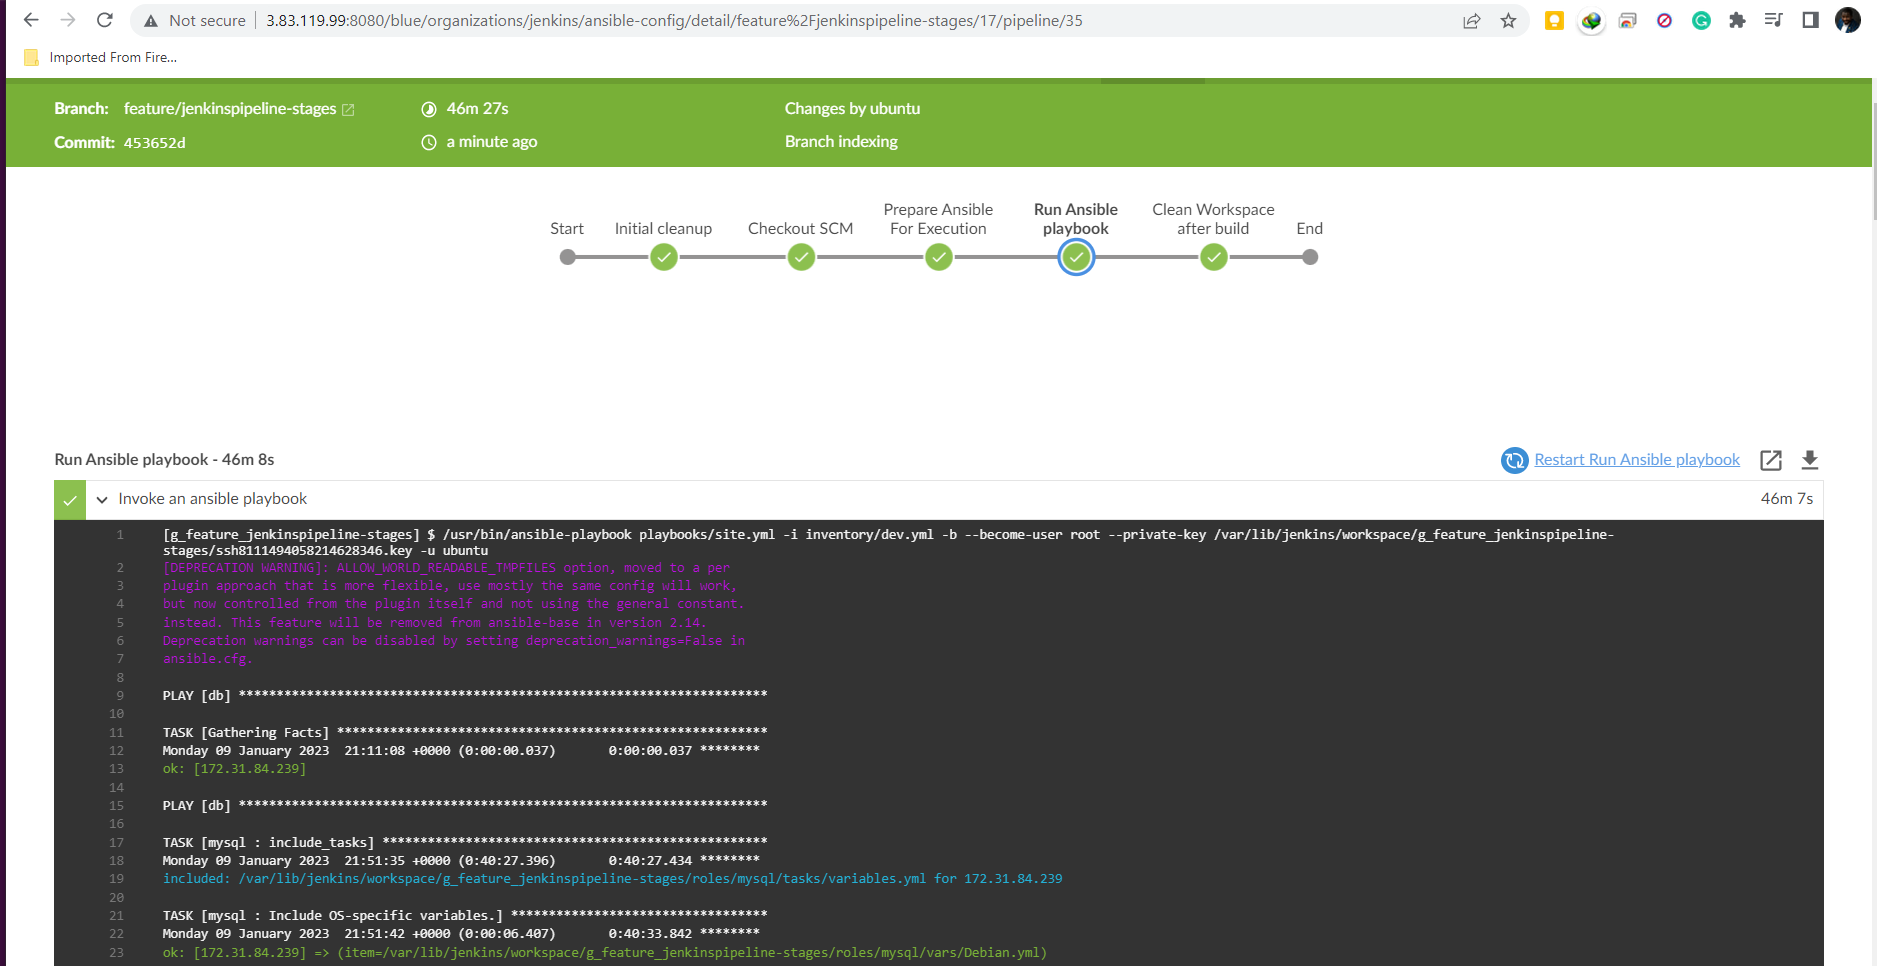 Not secure | 3.83.119.99:8080/blue/organizations/jenkins/ansible-config/detail/feature%2Fjenkinspipeline-stages/17/pipeline/35
Imported From Fire...
Branch: feature/jenkinspipeline-stages
46m 27s
Changes by ubuntu
Commit: 453652d
a minute ago
Branch indexing
Start
Initial cleanup
Checkout SCM
Prepare Ansible
For Execution
Run Ansible
playbook
Clean Workspace
after build
End
Run Ansible playbook - 46m 8s
Restart Run Ansible playbook
Invoke an ansible playbook
46m 7s
1 [g_feature_jenkinspipeline-stages] $ /usr/bin/ansible-playbook playbooks/site.yml -i inventory/dev.yml -b --become-user root --private-key /var/lib/jenkins/workspace/g_feature_jenkinspipeline-
stages/ssh8111494058214628346.key -u ubuntu
2 [DEPRECATION WARNING]: ALLOW_WORLD_READABLE_TMPFILES option, moved to a per
3 plugin approach that is more flexible, use mostly the same config will work,
4 but now controlled from the plugin itself and not using the general constant.
5 instead. This feature will be removed from ansible-base in version 2.14.
6 Deprecation warnings can be disabled by setting deprecation_warnings=False in
7 ansible.cfg.
8
9 PLAY [db] **********************************************************************
10
11 TASK [Gathering Facts] *********************************************************
12 Monday 09 January 2023  21:11:08 +0000 (0:00:00.037)       0:00:00.037 ********
13 ok: [172.31.84.239]
14
15 PLAY [db] **********************************************************************
16
17 TASK [mysql : include_tasks] ***************************************************
18 Monday 09 January 2023  21:51:35 +0000 (0:40:27.396)       0:40:27.434 ********
19 included: /var/lib/jenkins/workspace/g_feature_jenkinspipeline-stages/roles/mysql/tasks/variables.yml for 172.31.84.239
20
21 TASK [mysql : Include OS-specific variables.] **********************************
22 Monday 09 January 2023  21:51:42 +0000 (0:00:06.407)       0:40:33.842 ********
23 ok: [172.31.84.239] => (item=/var/lib/jenkins/workspace/g_feature_jenkinspipeline-stages/roles/mysql/vars/Debian.yml)